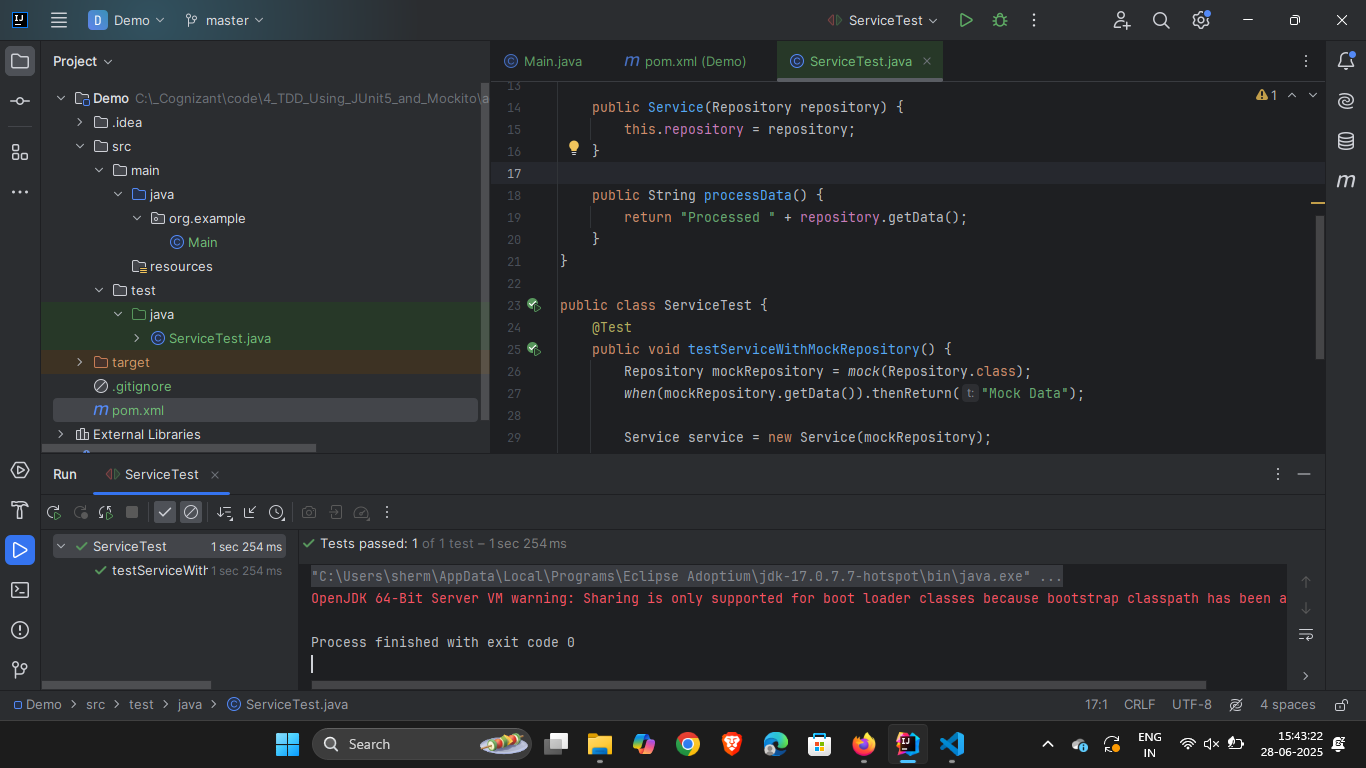 D Demo master ServiceTest
Project
Main.java pom.xml (Demo) ServiceTest.java
Demo C:\_Cognizant\code\4_TDD_Using_JUnit5_and_Mockito\a
.idea
src
main
java
org.example
Main
resources
test
java
ServiceTest.java
target
.gitignore
pom.xml
External Libraries
1
13
14 public Service(Repository repository) {
15 this.repository = repository;
16 }
17
18 public String processData() {
19 return "Processed " + repository.getData();
20 }
21 }
22
23 public class ServiceTest {
24 @Test
25 public void testServiceWithMockRepository() {
26 Repository mockRepository = mock(Repository.class);
27 when(mockRepository.getData()).thenReturn( t: "Mock Data");
28
29 Service service = new Service(mockRepository);
Run ServiceTest
ServiceTest 1 sec 254 ms
testServiceWith 1 sec 254 ms
Tests passed: 1 of 1 test – 1 sec 254 ms
"C:\Users\sherm\AppData\Local\Programs\Eclipse Adoptium\jdk-17.0.7.7-hotspot\bin\java.exe" ...
OpenJDK 64-Bit Server VM warning: Sharing is only supported for boot loader classes because bootstrap classpath has been a
Process finished with exit code 0
Demo > src > test > java > ServiceTest.java
17:1 CRLF UTF-8 4 spaces
Search
ENG
IN
15:43:22
28-06-2025